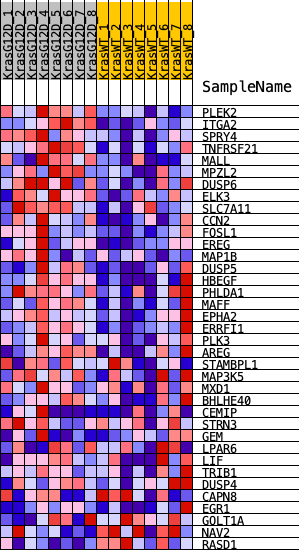 KrasG12D_1
KrasG12D_2
KrasG12D_3
KrasG12D_4
KrasG12D_5
KrasG12D_6
KrasG12D_7
KrasG12D_8
KrasWT_1
KrasWT_2
KrasWT_3
KrasWT_4
KrasWT_5
KrasWT_6
KrasWT_7
KrasWT_8
SampleName
PLEK2
ITGA2
SPRY4
TNFRSF21
MALL
MPZL2
DUSP6
ELK3
SLC7A11
CCN2
FOSL1
EREG
MAP1B
DUSP5
HBEGF
PHLDA1
MAFF
EPHA2
ERRFI1
PLK3
AREG
STAMBPL1
MAP3K5
MXD1
BHLHE40
CEMIP
STRN3
GEM
LPAR6
LIF
TRIB1
DUSP4
CAPN8
EGR1
GOLT1A
NAV2
RASD1